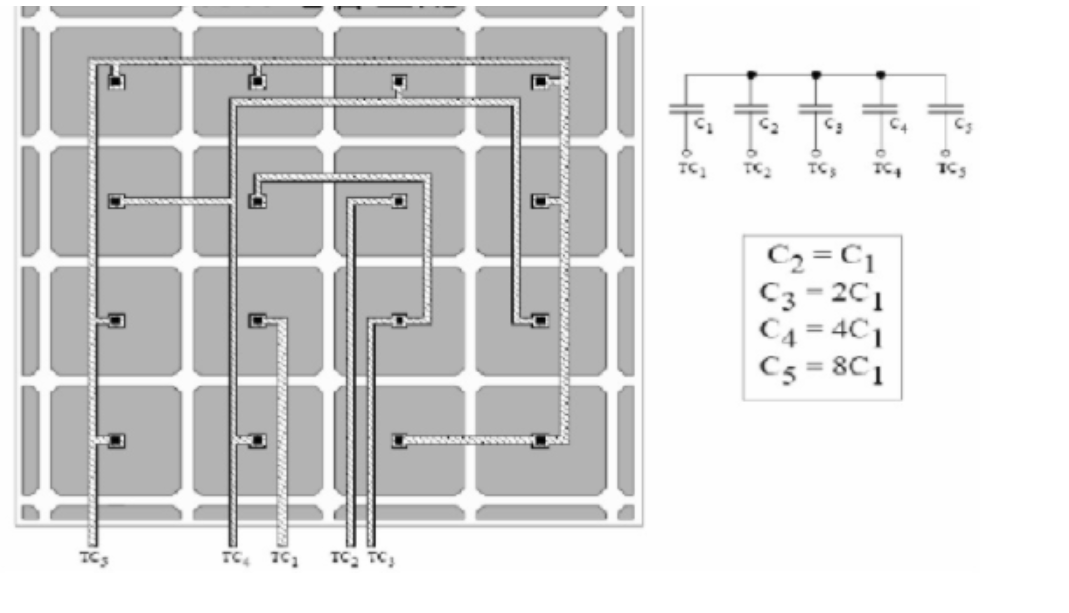 C₁ C₂ C₃ C₄ C₅
TC₁ TC₂ TC₃ TC₄ TC₅
C₂ = C₁
C₃ = 2C₁
C₄ = 4C₁
C₅ = 8C₁
TC₅ TC₄ TC₁ TC₂ TC₃